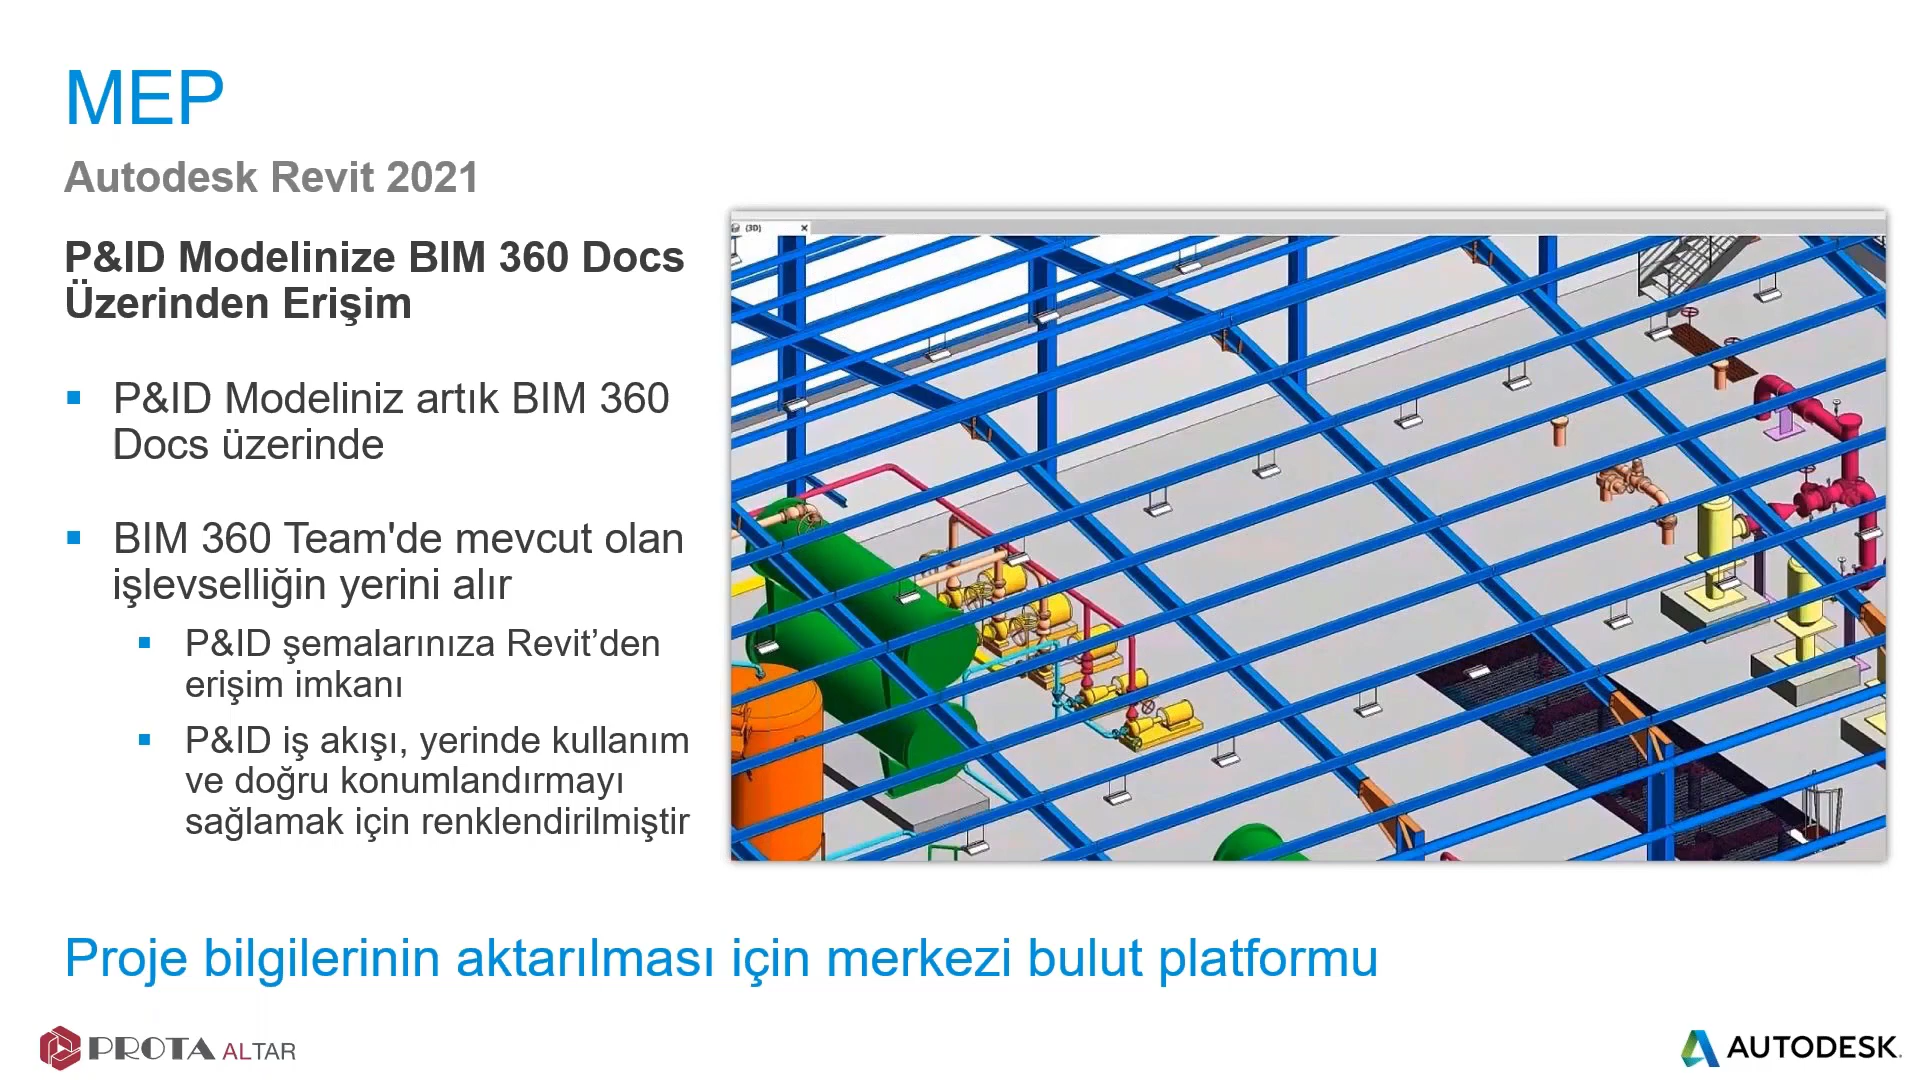 MEP
Autodesk Revit 2021
P&ID Modelinize BIM 360 Docs
Üzerinden Erişim
P&ID Modeliniz artık BIM 360
Docs üzerinde
BIM 360 Team'de mevcut olan
işlevselliğin yerini alır
P&ID şemalarınıza Revit’den
erişim imkanı
P&ID iş akışı, yerinde kullanım
ve doğru konumlandırmayı
sağlamak için renklendirilmiştir
{3D}
Proje bilgilerinin aktarılması için merkezi bulut platformu
PROTA ALTAR
AUTODESK.